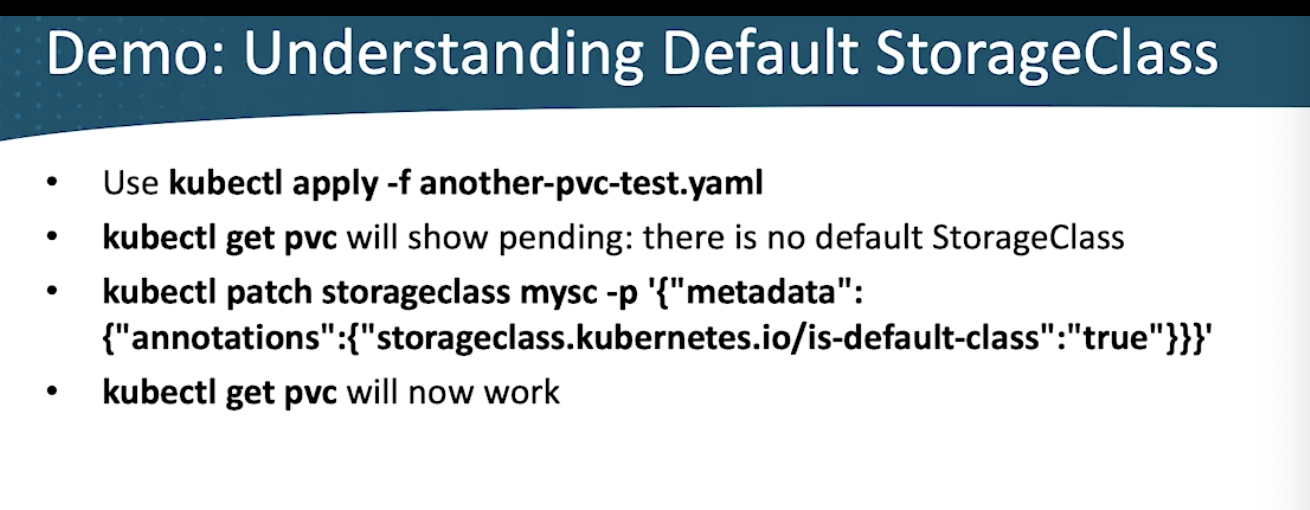 Demo: Understanding Default StorageClass
• Use kubectl apply -f another-pvc-test.yaml
• kubectl get pvc will show pending: there is no default StorageClass
• kubectl patch storageclass mysc -p '{"metadata":
{"annotations":{"storageclass.kubernetes.io/is-default-class":"true"}}}'
• kubectl get pvc will now work